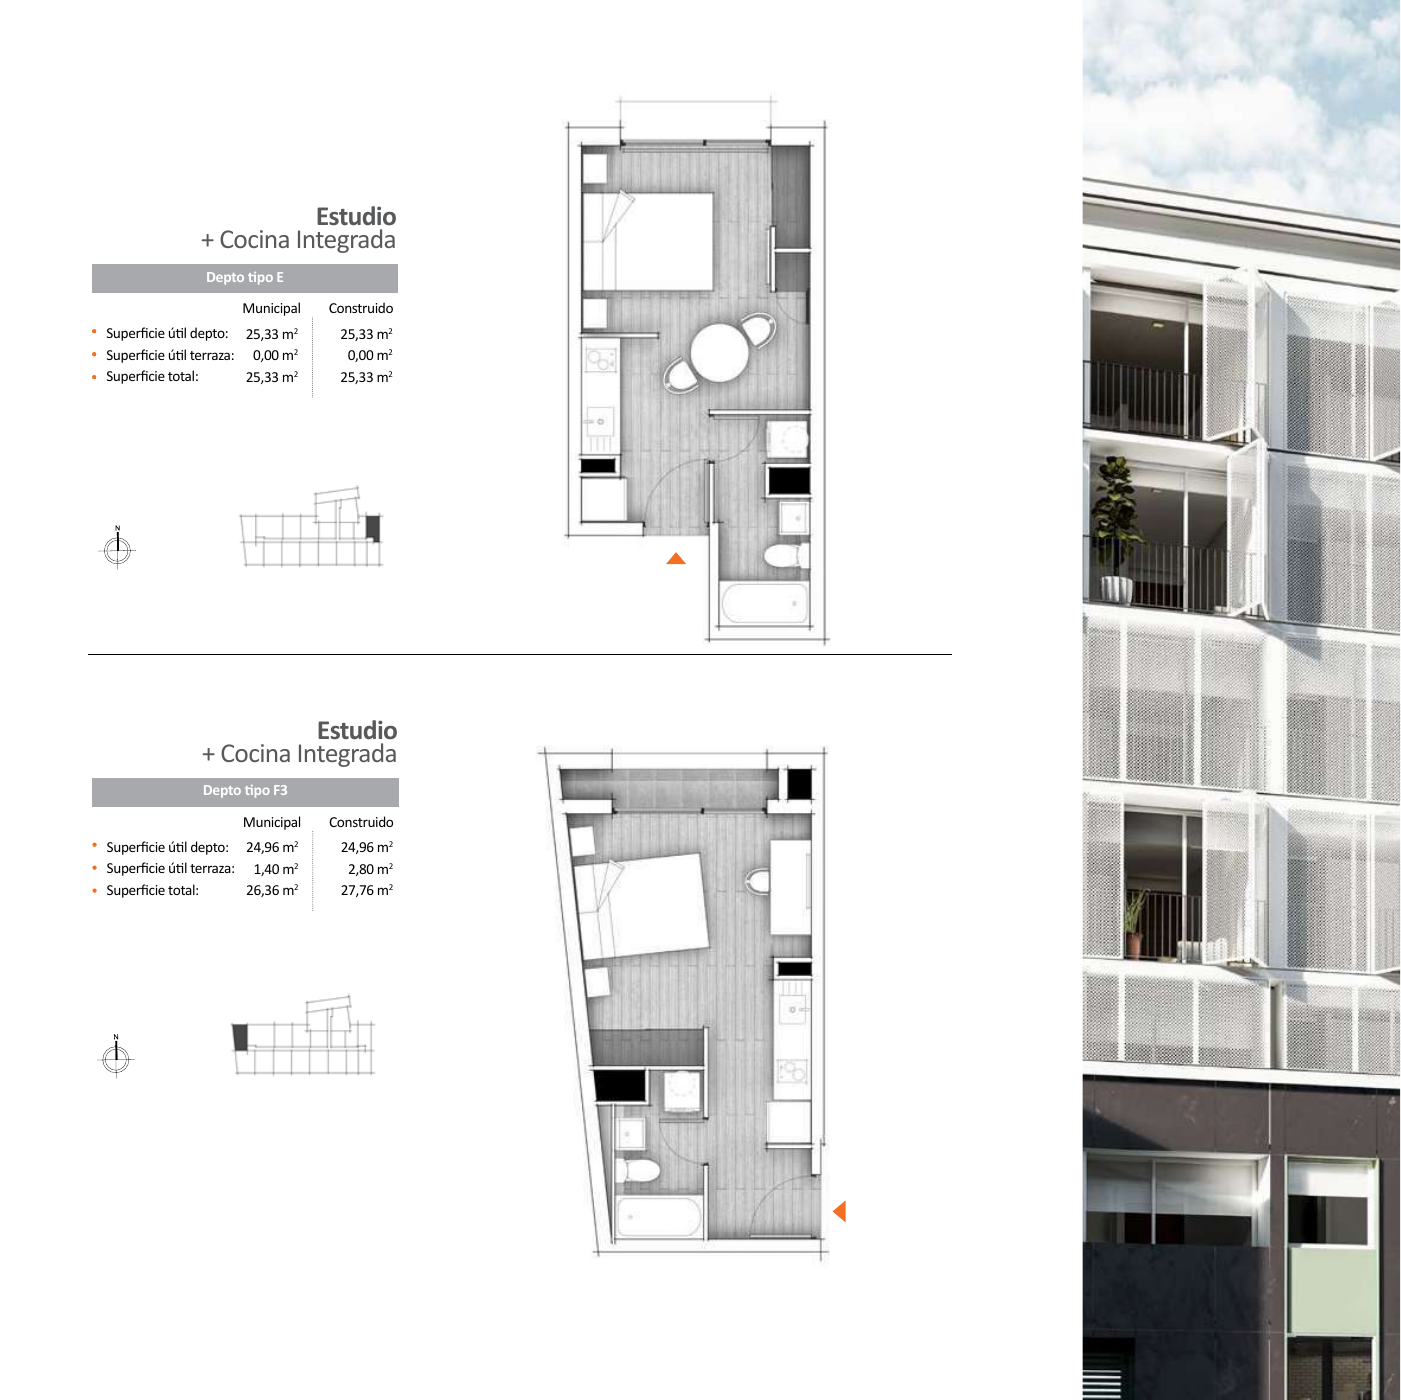 Estudio
+ Cocina Integrada
Depto tipo E
Municipal Construido
• Superficie útil depto: 25,33 m² 25,33 m²
• Superficie útil terraza: 0,00 m² 0,00 m²
• Superficie total: 25,33 m² 25,33 m²
N
Estudio
+ Cocina Integrada
Depto tipo F3
Municipal Construido
• Superficie útil depto: 24,96 m² 24,96 m²
• Superficie útil terraza: 1,40 m² 2,80 m²
• Superficie total: 26,36 m² 27,76 m²
N